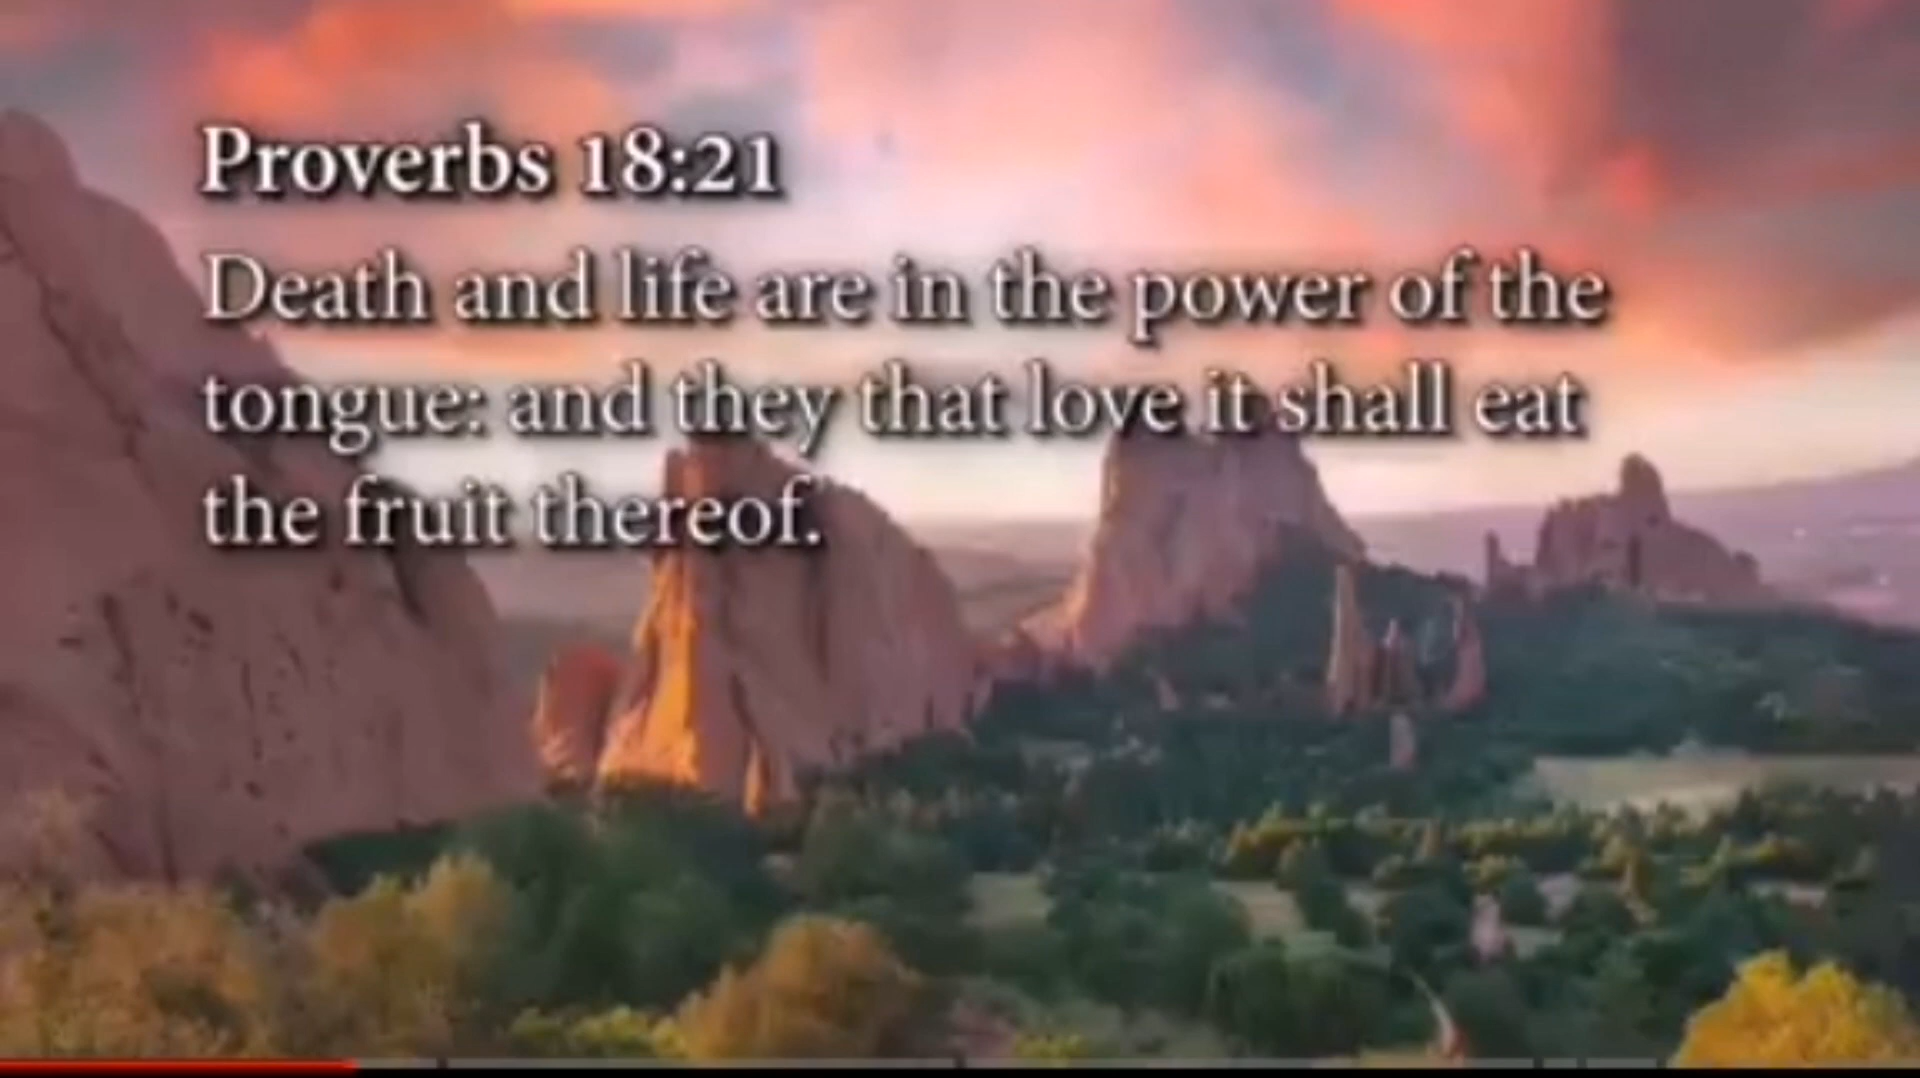 Proverbs 18:21
Death and life are in the power of the
tongue: and they that love it shall eat
the fruit thereof.